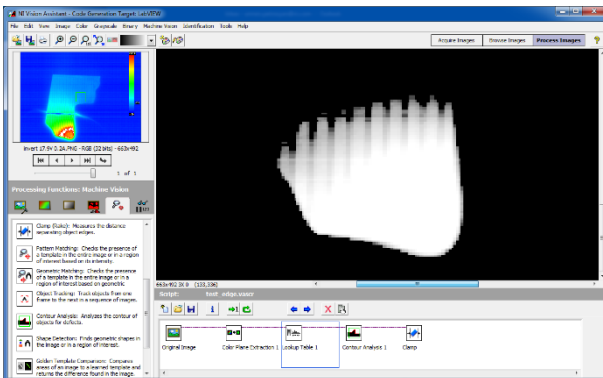 NI Vision Assistant - Code Generation Target: LabVIEW
File Edit View Image Color Grayscale Binary Machine Vision Identification Tools Help
Acquire Images Browse Images Process Images
invert 17.9V 0.2A.PNG - RGB (32 bits) - 663x492
1 of 1
Processing Functions: Machine Vision
Clamp (Rake): Measures the distance
separating object edges.
Pattern Matching: Checks the presence of
a template in the entire image or in a region
of interest based on its intensity.
Geometric Matching: Checks the presence
of a template in the entire image or in a
region of interest based on geometric
Object Tracking: Track objects from one
frame to the next in a sequence of images.
Contour Analysis: Analyzes the contour of
objects for defects.
Shape Detection: Finds geometric shapes in
the image or in a region of interest.
Golden Template Comparison: Compares
areas of an image to a learned template and
returns the difference found in the image.
663x492 3X 0 (133,336)
Script: test_edge.vascr
Original Image Color Plane Extraction 1 Lookup Table 1 Contour Analysis 1 Clamp